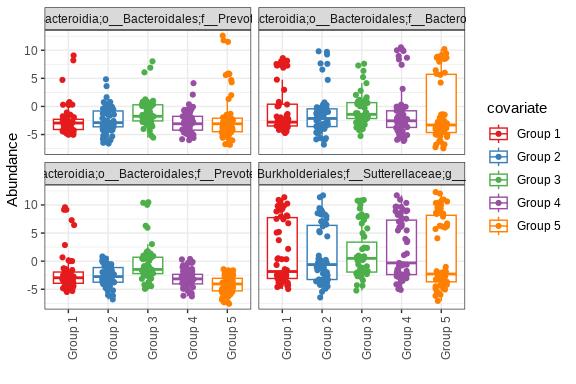 acteroidia;o__Bacteroidales;f__Prevot
cteroidia;o__Bacteroidales;f__Bactero
10
5
0
-5
acteroidia;o__Bacteroidales;f__Prevote
Burkholderiales;f__Sutterellaceae;g__
10
5
0
-5
Abundance
Group 1
Group 2
Group 3
Group 4
Group 5
Group 1
Group 2
Group 3
Group 4
Group 5
covariate
Group 1
Group 2
Group 3
Group 4
Group 5